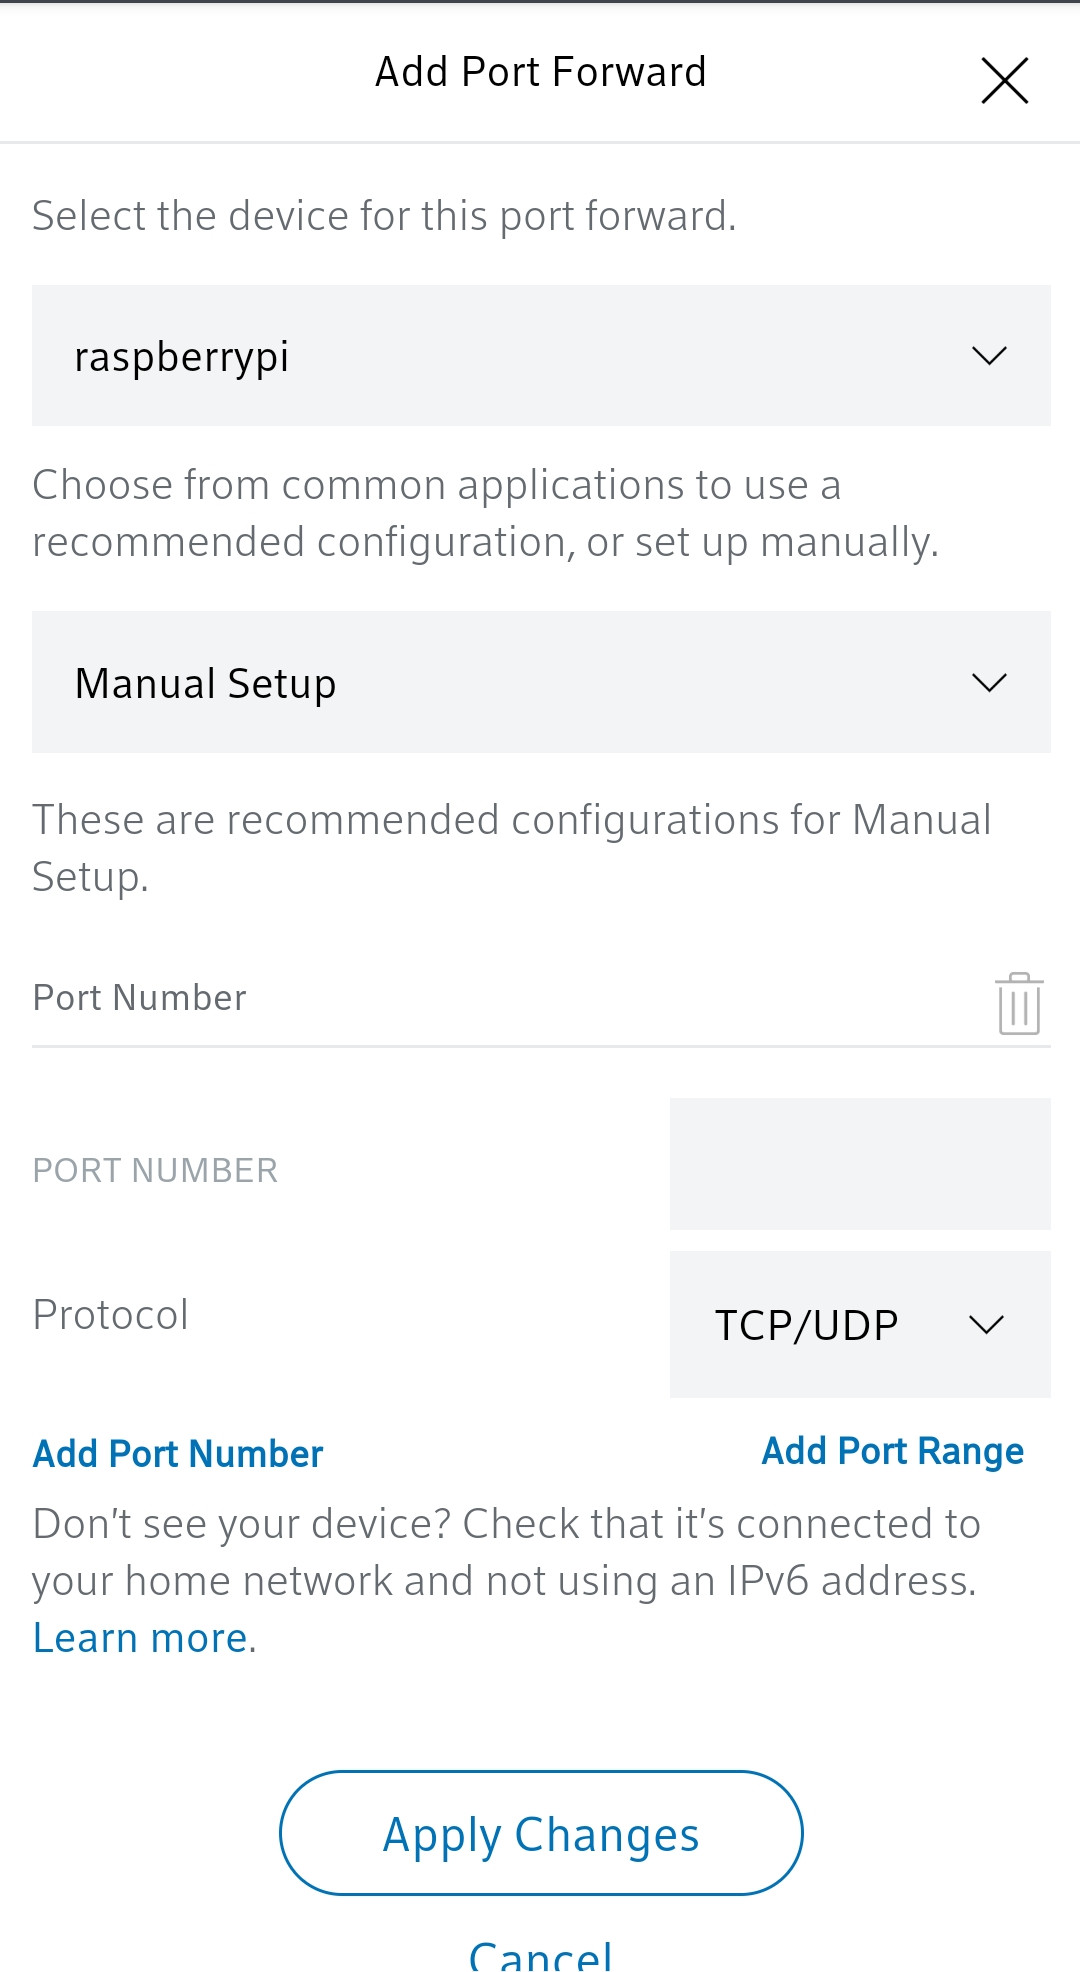 Add Port Forward
Select the device for this port forward.
raspberrypi
Choose from common applications to use a
recommended configuration, or set up manually.
Manual Setup
These are recommended configurations for Manual
Setup.
Port Number
PORT NUMBER
Protocol
TCP/UDP
Add Port Number
Add Port Range
Don't see your device? Check that it's connected to
your home network and not using an IPv6 address.
Learn more.
Apply Changes
Cancel